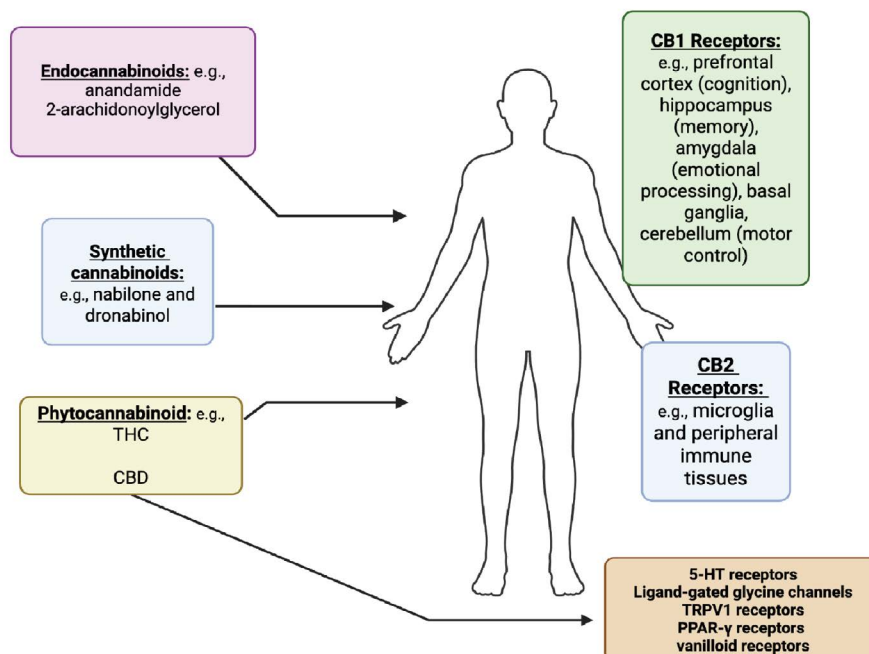 Endocannabinoids: e.g.,
anandamide
2-arachidonoylglycerol
Synthetic
cannabinoids:
e.g., nabilone and
dronabinol
Phytocannabinoid: e.g.,
THC
CBD
CB1 Receptors:
e.g., prefrontal
cortex (cognition),
hippocampus
(memory),
amygdala
(emotional
processing), basal
ganglia,
cerebellum (motor
control)
CB2
Receptors:
e.g., microglia
and peripheral
immune
tissues
5-HT receptors
Ligand-gated glycine channels
TRPV1 receptors
PPAR-γ receptors
vanilloid receptors